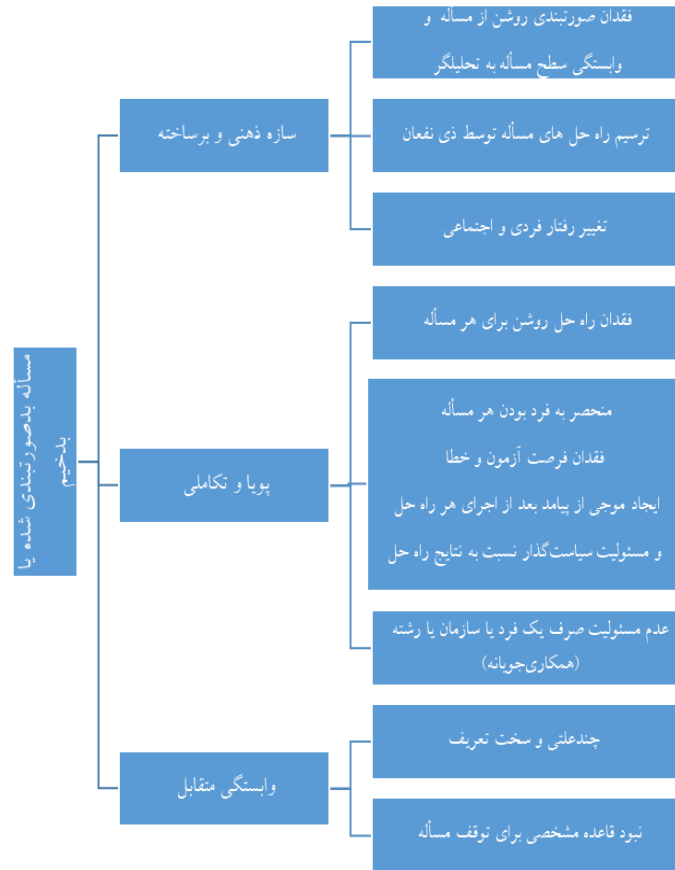 مسأله بدصورتبندی شده یا
بدخیم
سازه ذهنی و برساخته
فقدان صورتبندی روشن از مسأله و
وابستگی سطح مسأله به تحلیلگر
ترسیم راه حل های مسأله توسط ذی نفعان
تغییر رفتار فردی و اجتماعی
پویا و تکاملی
فقدان راه حل روشن برای هر مسأله
منحصر به فرد بودن هر مسأله
فقدان فرصت آزمون و خطا
ایجاد موجی از پیامد بعد از اجرای هر راه حل
و مسئولیت سیاست‌گذار نسبت به نتایج راه حل
عدم مسئولیت صرف یک فرد یا سازمان یا رشته
(همکاری‌جویانه)
وابستگی متقابل
چندعلتی و سخت تعریف
نبود قاعده مشخصی برای توقف مسأله